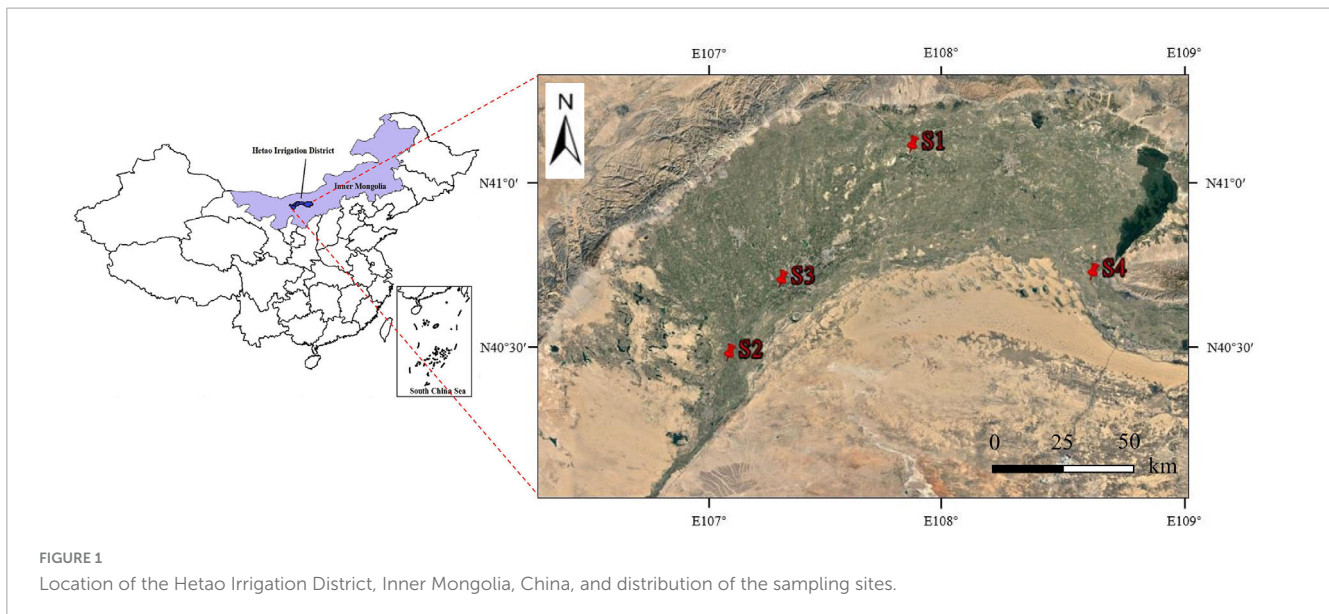 E107° E108° E109°
N
Hetao Irrigation District
Inner Mongolia
S1
N41°0′ N41°0′
S3
S4
S2
N40°30′ N40°30′
South China Sea
0 25 50
km
E107° E108° E109°
FIGURE 1
Location of the Hetao Irrigation District, Inner Mongolia, China, and distribution of the sampling sites.